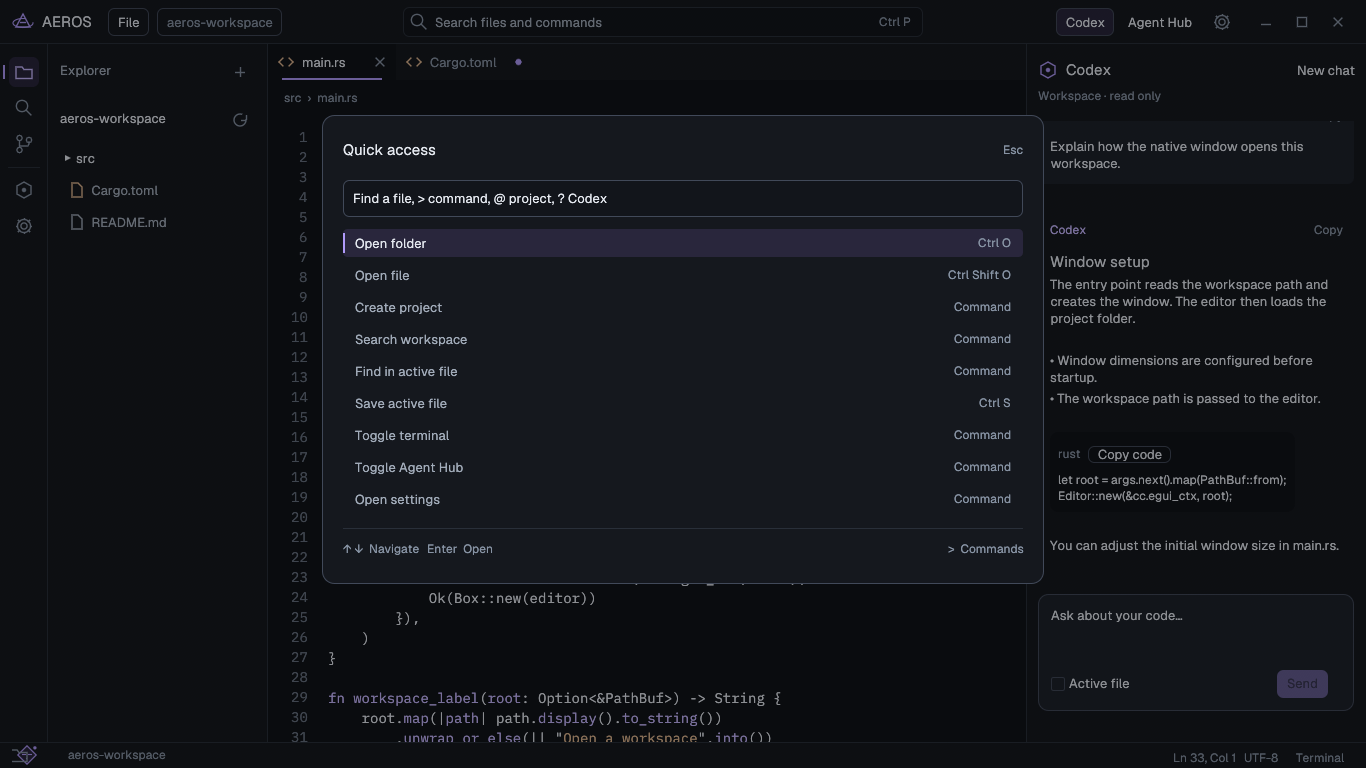 AEROS File aeros-workspace Search files and commands Ctrl P Codex Agent Hub
Explorer +
aeros-workspace
src
Cargo.toml
README.md
main.rs Cargo.toml
src › main.rs
Quick access Esc
Find a file, > command, @ project, ? Codex
Open folder Ctrl O
Open file Ctrl Shift O
Create project Command
Search workspace Command
Find in active file Command
Save active file Ctrl S
Toggle terminal Command
Toggle Agent Hub Command
Open settings Command
↑↓ Navigate Enter Open > Commands
1
2
3
4
5
6
7
8
9
10
11
12
13
14
15
16
17
18
19
20
21
22
23
24 Ok(Box::new(editor))
25 }),
26 )
27 }
28
29 fn workspace_label(root: Option<&PathBuf>) -> String {
30 root.map(|path| path.display().to_string())
31 .unwrap_or_else(|| "Open a workspace".into())
Codex New chat
Workspace · read only
Explain how the native window opens this
workspace.
Codex Copy
Window setup
The entry point reads the workspace path and
creates the window. The editor then loads the
project folder.
• Window dimensions are configured before
startup.
• The workspace path is passed to the editor.
rust Copy code
let root = args.next().map(PathBuf::from);
Editor::new(&cc.egui_ctx, root);
You can adjust the initial window size in main.rs.
Ask about your code…
Active file Send
aeros-workspace Ln 33, Col 1 UTF-8 Terminal